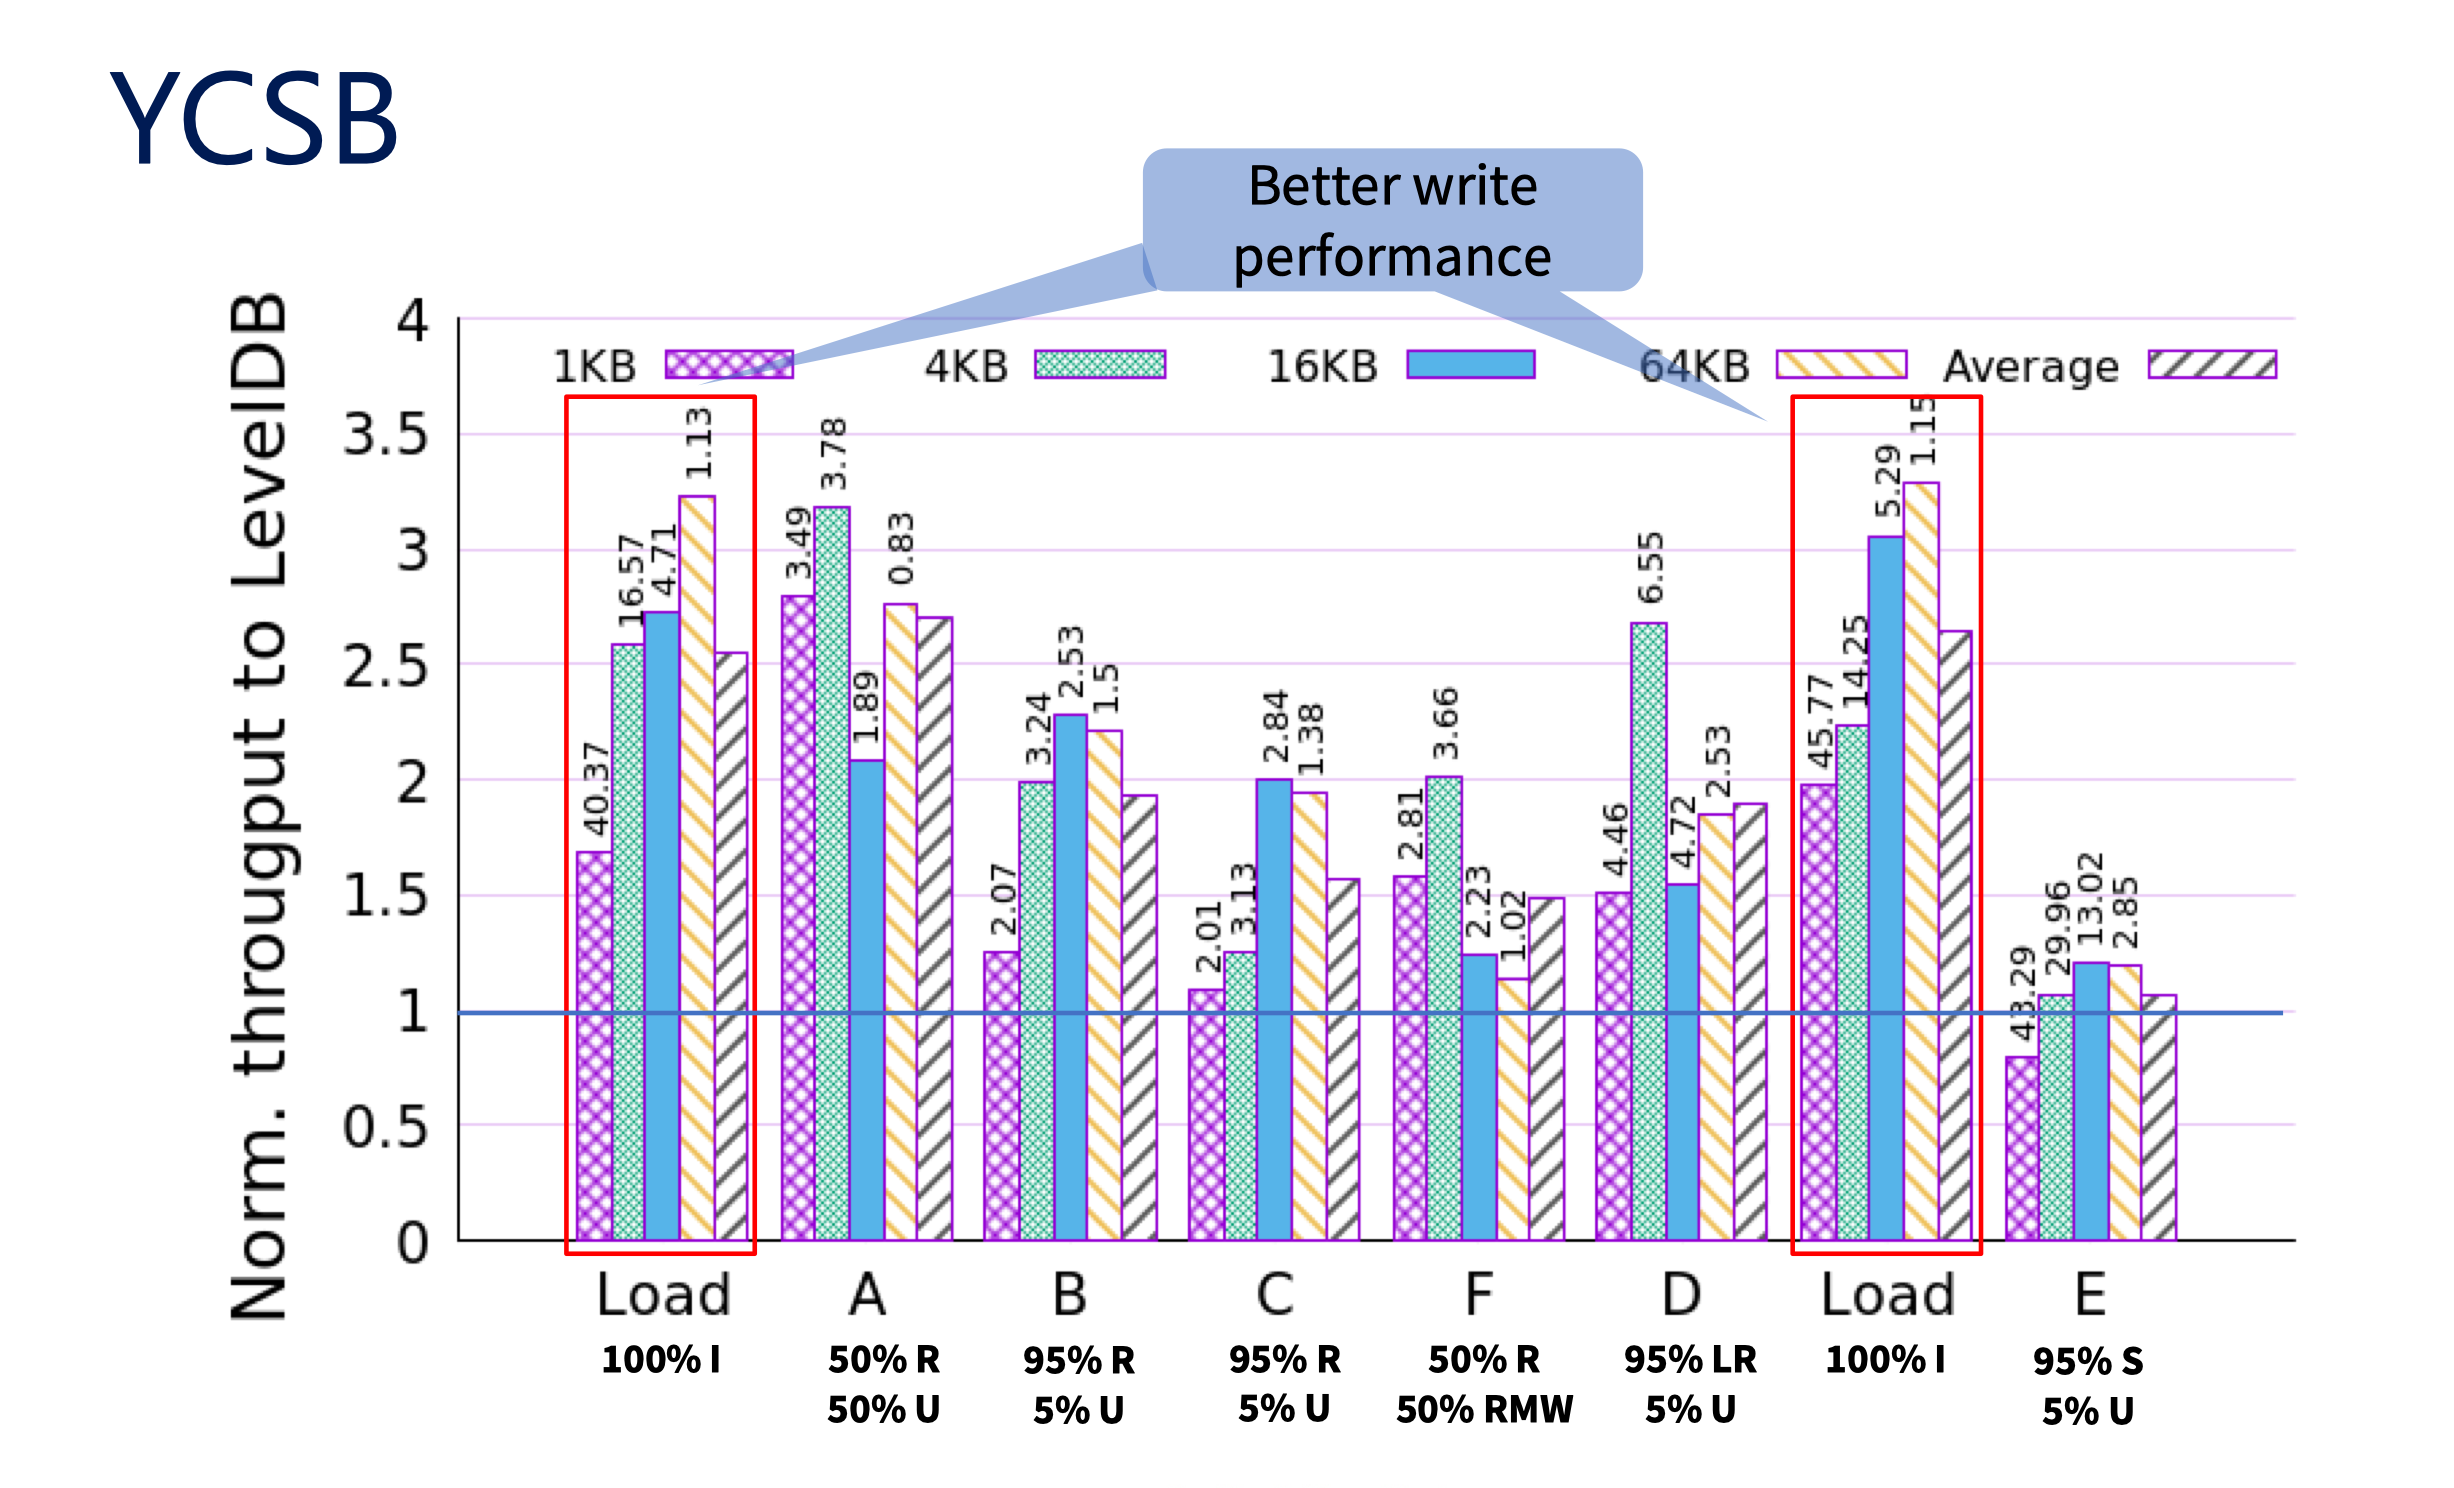 YCSB
Better write
performance
Norm. througput to LevelDB
4
3.5
3
2.5
2
1.5
1
0.5
0
1KB 4KB 16KB 64KB Average
40.37 16.57 4.71 1.13
3.49 3.78 1.89 0.83
2.07 3.24 2.53 1.5
2.01 3.13 2.84 1.38
2.81 3.66 2.23 1.02
4.46 6.55 4.72 2.53
45.77 14.25 5.29 1.15
43.29 29.96 13.02 2.85
Load A B C F D Load E
100% I 50% R 95% R 95% R 50% R 95% LR 100% I 95% S
50% U 5% U 5% U 50% RMW 5% U 5% U